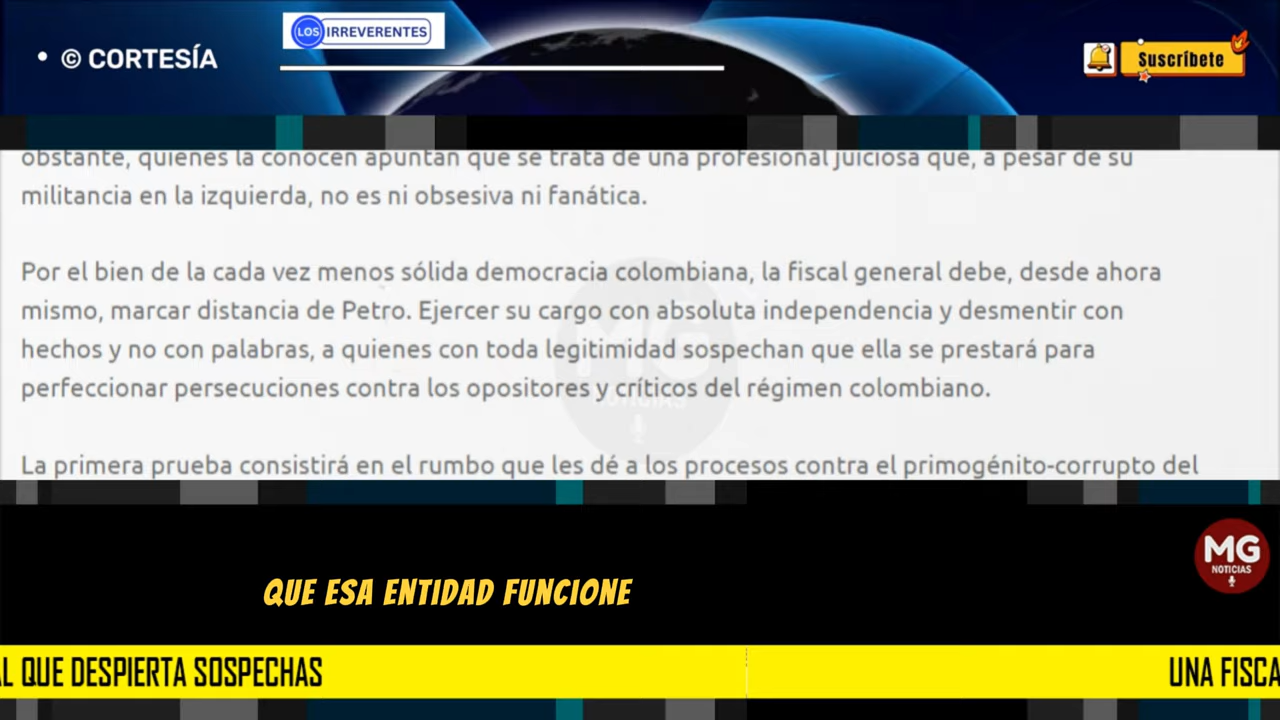 • © CORTESÍA
LOS IRREVERENTES
Suscríbete
obstante, quienes la conocen apuntan que se trata de una profesional juiciosa que, a pesar de su
militancia en la izquierda, no es ni obsesiva ni fanática.
Por el bien de la cada vez menos sólida democracia colombiana, la fiscal general debe, desde ahora
mismo, marcar distancia de Petro. Ejercer su cargo con absoluta independencia y desmentir con
hechos y no con palabras, a quienes con toda legitimidad sospechan que ella se prestará para
perfeccionar persecuciones contra los opositores y críticos del régimen colombiano.
La primera prueba consistirá en el rumbo que les dé a los procesos contra el primogénito-corrupto del
MG
NOTICIAS
QUE ESA ENTIDAD FUNCIONE
MG
NOTICIAS
AL QUE DESPIERTA SOSPECHAS
UNA FISCA